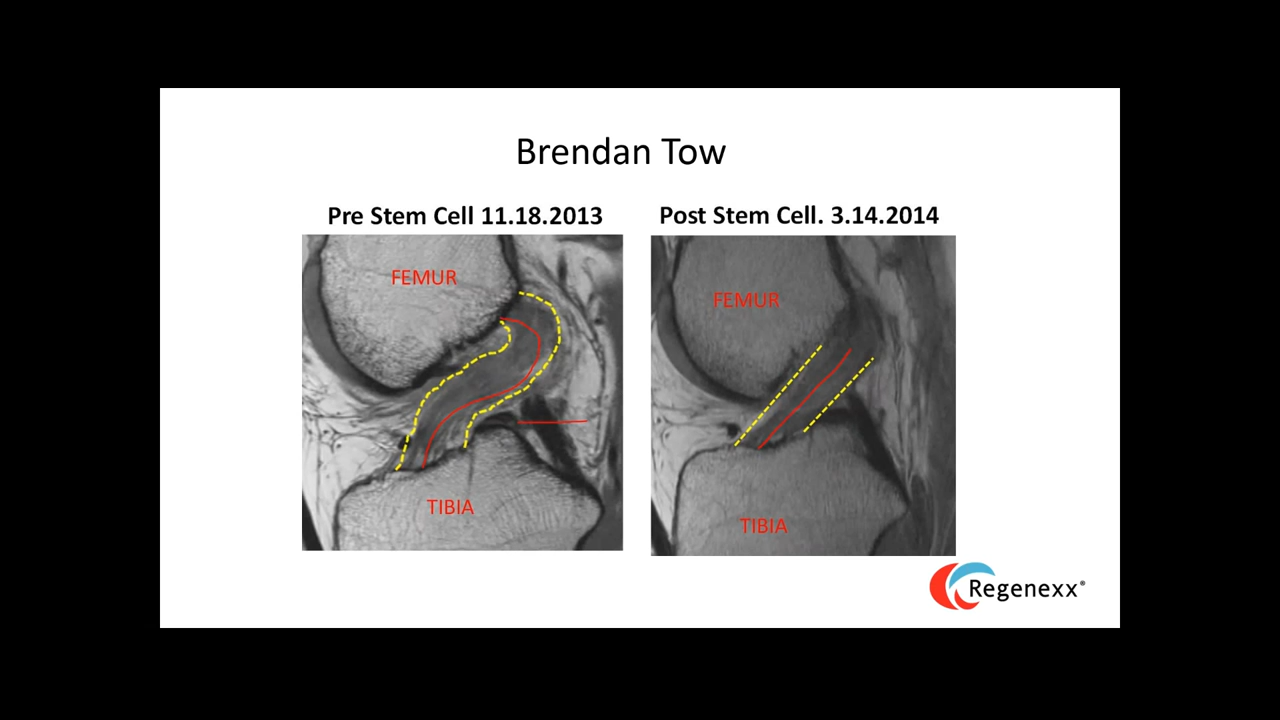 Brendan Tow
Pre Stem Cell 11.18.2013
Post Stem Cell. 3.14.2014
FEMUR
FEMUR
TIBIA
TIBIA
Regenexx®